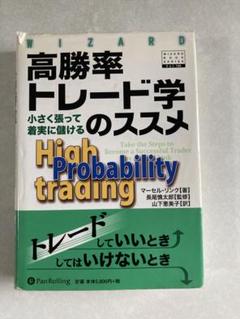 WIZARD
高勝率
トレード学
小さく張って
着実に儲ける
のススメ
High
Probability
trading
Take the Steps to
Become a Successful Trader
マーセル・リンク[著]
長尾慎太郎[監修]
山下恵美子[訳]
トレードして
いいとき
してはいけないとき
PanRolling
定価 本体5,800円+税